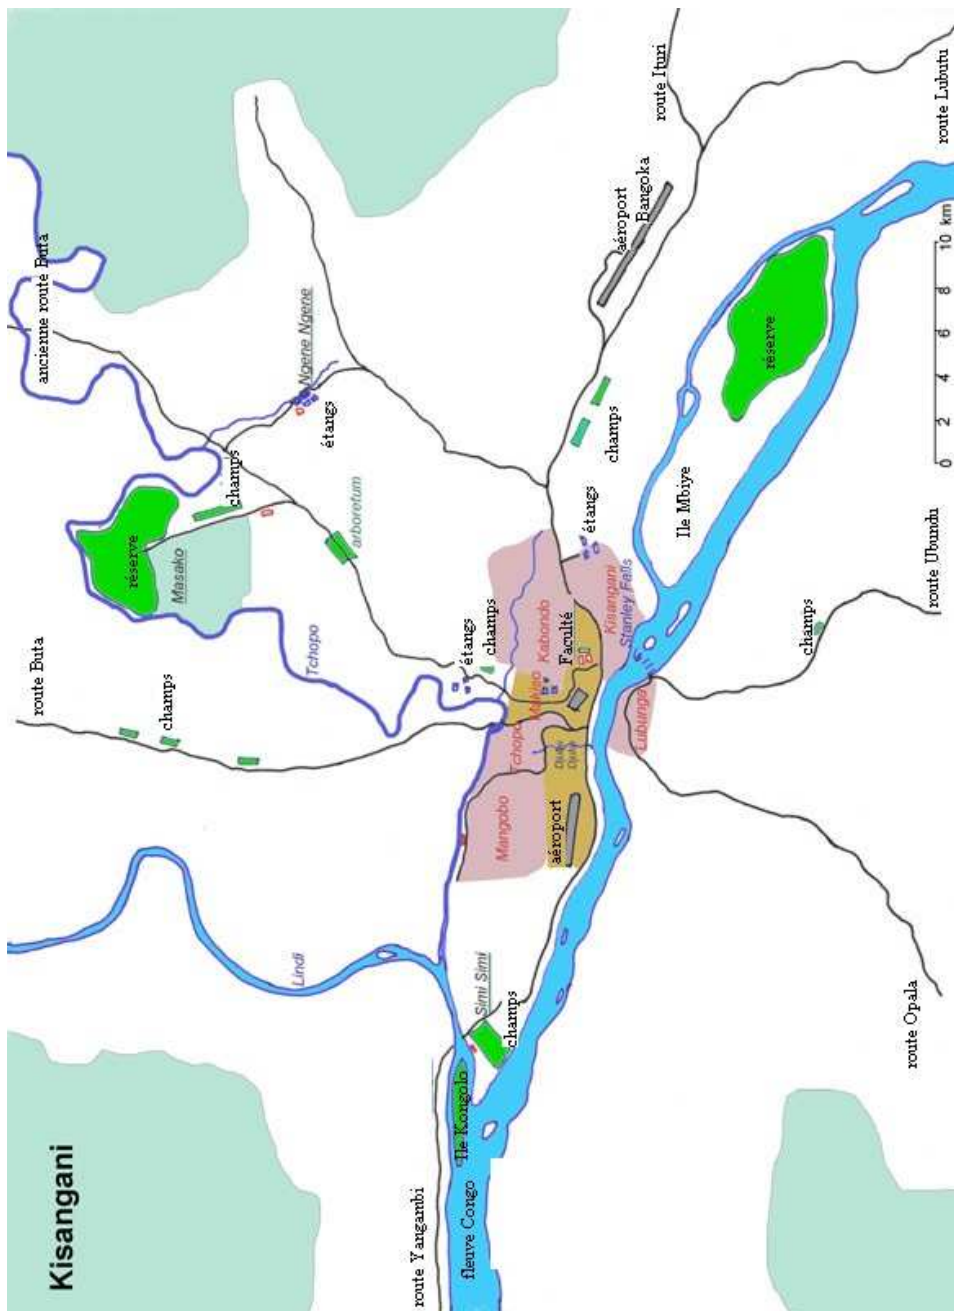 Kisangani
route Buta
ancienne route Buta
réserve
champs
Masako
champs
Lindi
Tchopo
Ngene Ngene
étangs
arboretum
route Yangambi
Ile Kongolo
fleuve Congo
Simi Simi
champs
Mangobo
Tchopo
Makiso
étangs
champs
Kabondo
Faculté
aéroport
étangs
Kisangani
Stanley Falls
champs
aéroport
Bangoka
route Ituri
Lubunga
Ile Mbiye
réserve
champs
route Opala
route Ubundu
route Lubutu
0 2 4 6 8 10 km